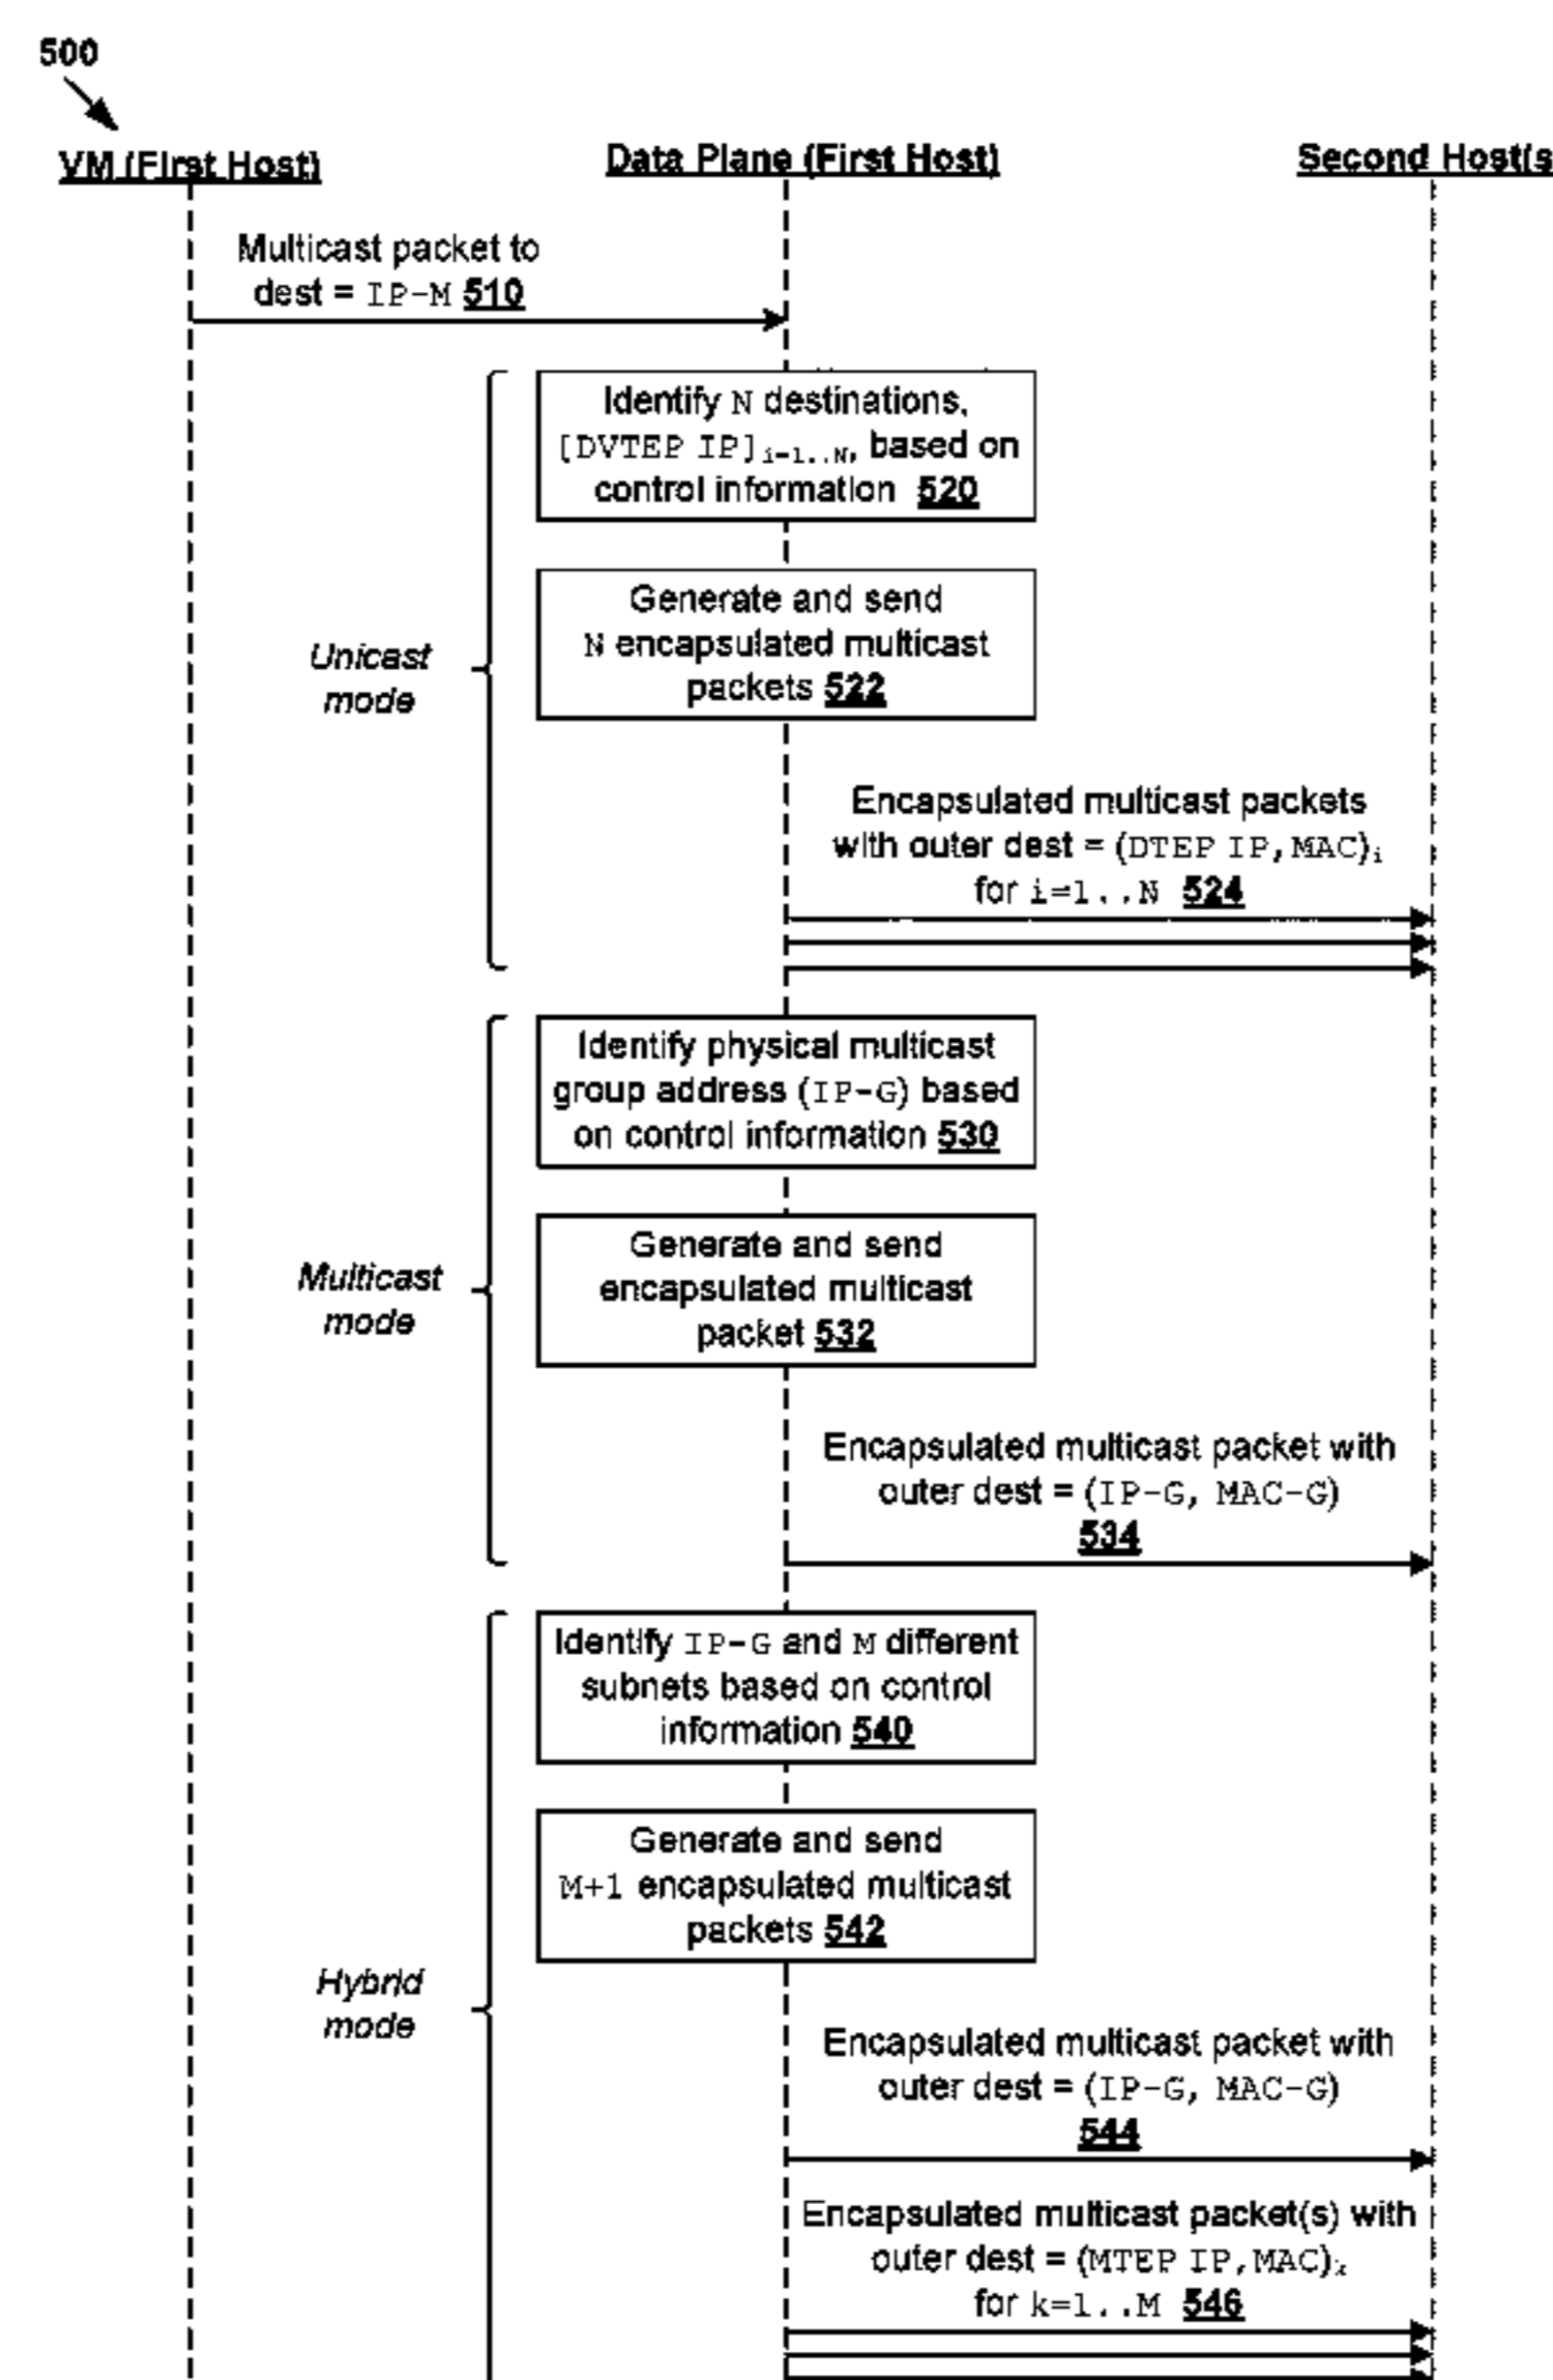 500
VM (First Host)
Data Plane (First Host)
Second Host(s
Multicast packet to
dest = IP-M 510
Identify N destinations,
[DVTEP IP]i=1..N, based on
control information 520
Generate and send
N encapsulated multicast
packets 522
Unicast
mode
Encapsulated multicast packets
with outer dest = (DTEP IP,MAC)i
for i=1..N 524
Identify physical multicast
group address (IP-G) based
on control information 530
Generate and send
encapsulated multicast
packet 532
Multicast
mode
Encapsulated multicast packet with
outer dest = (IP-G, MAC-G)
534
Identify IP-G and M different
subnets based on control
information 540
Generate and send
M+1 encapsulated multicast
packets 542
Hybrid
mode
Encapsulated multicast packet with
outer dest = (IP-G, MAC-G)
544
Encapsulated multicast packet(s) with
outer dest = (MTEP IP,MAC)k
for k=1..M 546